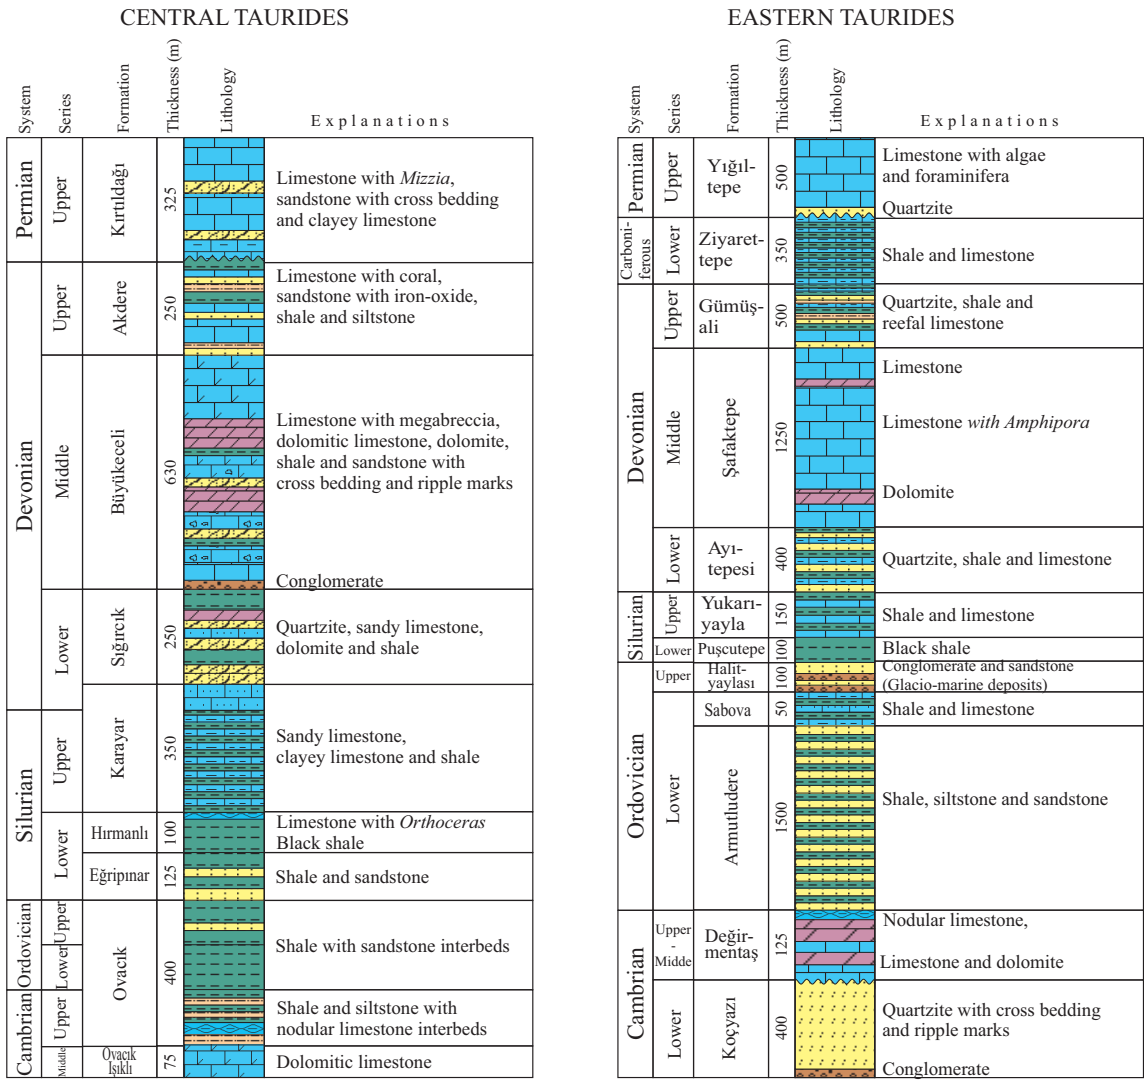 CENTRAL TAURIDES
System
Series
Formation
Thickness (m)
Lithology
Explanations
Permian
Upper
Kırtıldağı
325
Limestone with Mizzia,
sandstone with cross bedding
and clayey limestone
Devonian
Upper
Akdere
250
Limestone with coral,
sandstone with iron-oxide,
shale and siltstone
Middle
Büyükeceli
630
Limestone with megabreccia,
dolomitic limestone, dolomite,
shale and sandstone with
cross bedding and ripple marks
Conglomerate
Lower
Sığırcık
250
Quartzite, sandy limestone,
dolomite and shale
Silurian
Upper
Karayar
350
Sandy limestone,
clayey limestone and shale
Lower
Hırmanlı
100
Limestone with Orthoceras
Black shale
Eğripınar
125
Shale and sandstone
Ordovician
Upper
Lower
Ovacık
400
Shale with sandstone interbeds
Cambrian
Upper
Shale and siltstone with
nodular limestone interbeds
Middle
Ovacık
Işıklı
75
Dolomitic limestone
EASTERN TAURIDES
System
Series
Formation
Thickness (m)
Lithology
Explanations
Permian
Upper
Yığıl-
tepe
500
Limestone with algae
and foraminifera
Quartzite
Carboni-
ferous
Lower
Ziyaret-
tepe
350
Shale and limestone
Devonian
Upper
Gümüş-
ali
500
Quartzite, shale and
reefal limestone
Middle
Şafaktepe
1250
Limestone
Limestone with Amphipora
Dolomite
Lower
Ayı-
tepesi
400
Quartzite, shale and limestone
Silurian
Upper
Yukarı-
yayla
150
Shale and limestone
Lower
Puşcutepe
100
Black shale
Ordovician
Upper
Halit-
yaylası
100
Conglomerate and sandstone
(Glacio-marine deposits)
Lower
Sabova
50
Shale and limestone
Armutludere
1500
Shale, siltstone and sandstone
Cambrian
Upper
-
Midde
Değir-
mentaş
125
Nodular limestone,
Limestone and dolomite
Lower
Koçyazı
400
Quartzite with cross bedding
and ripple marks
Conglomerate